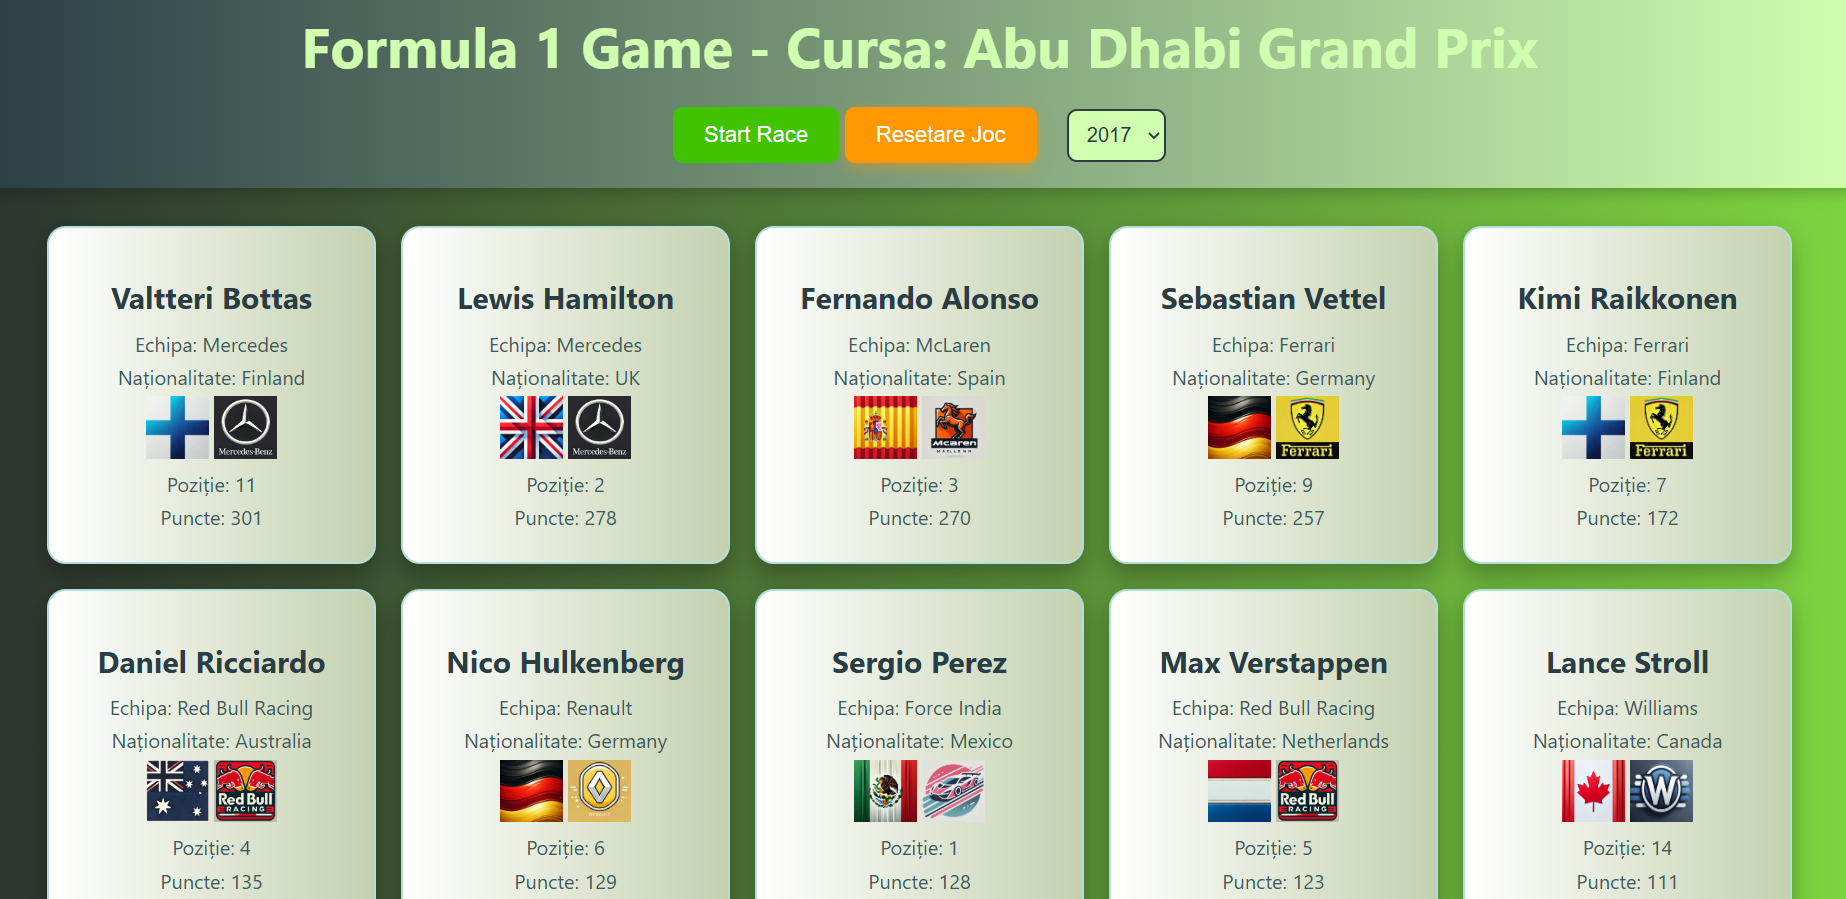 Formula 1 Game - Cursa: Abu Dhabi Grand Prix
Start Race
Resetare Joc
2017
Valtteri Bottas
Echipa: Mercedes
Naționalitate: Finland
Mercedes-Benz
Poziție: 11
Puncte: 301
Lewis Hamilton
Echipa: Mercedes
Naționalitate: UK
Mercedes-Benz
Poziție: 2
Puncte: 278
Fernando Alonso
Echipa: McLaren
Naționalitate: Spain
Mcaren
Poziție: 3
Puncte: 270
Sebastian Vettel
Echipa: Ferrari
Naționalitate: Germany
Ferrari
Poziție: 9
Puncte: 257
Kimi Raikkonen
Echipa: Ferrari
Naționalitate: Finland
Ferrari
Poziție: 7
Puncte: 172
Daniel Ricciardo
Echipa: Red Bull Racing
Naționalitate: Australia
Red Bull
RACING
Poziție: 4
Puncte: 135
Nico Hulkenberg
Echipa: Renault
Naționalitate: Germany
Poziție: 6
Puncte: 129
Sergio Perez
Echipa: Force India
Naționalitate: Mexico
Poziție: 1
Puncte: 128
Max Verstappen
Echipa: Red Bull Racing
Naționalitate: Netherlands
Red Bull
RACING
Poziție: 5
Puncte: 123
Lance Stroll
Echipa: Williams
Naționalitate: Canada
W
Poziție: 14
Puncte: 111